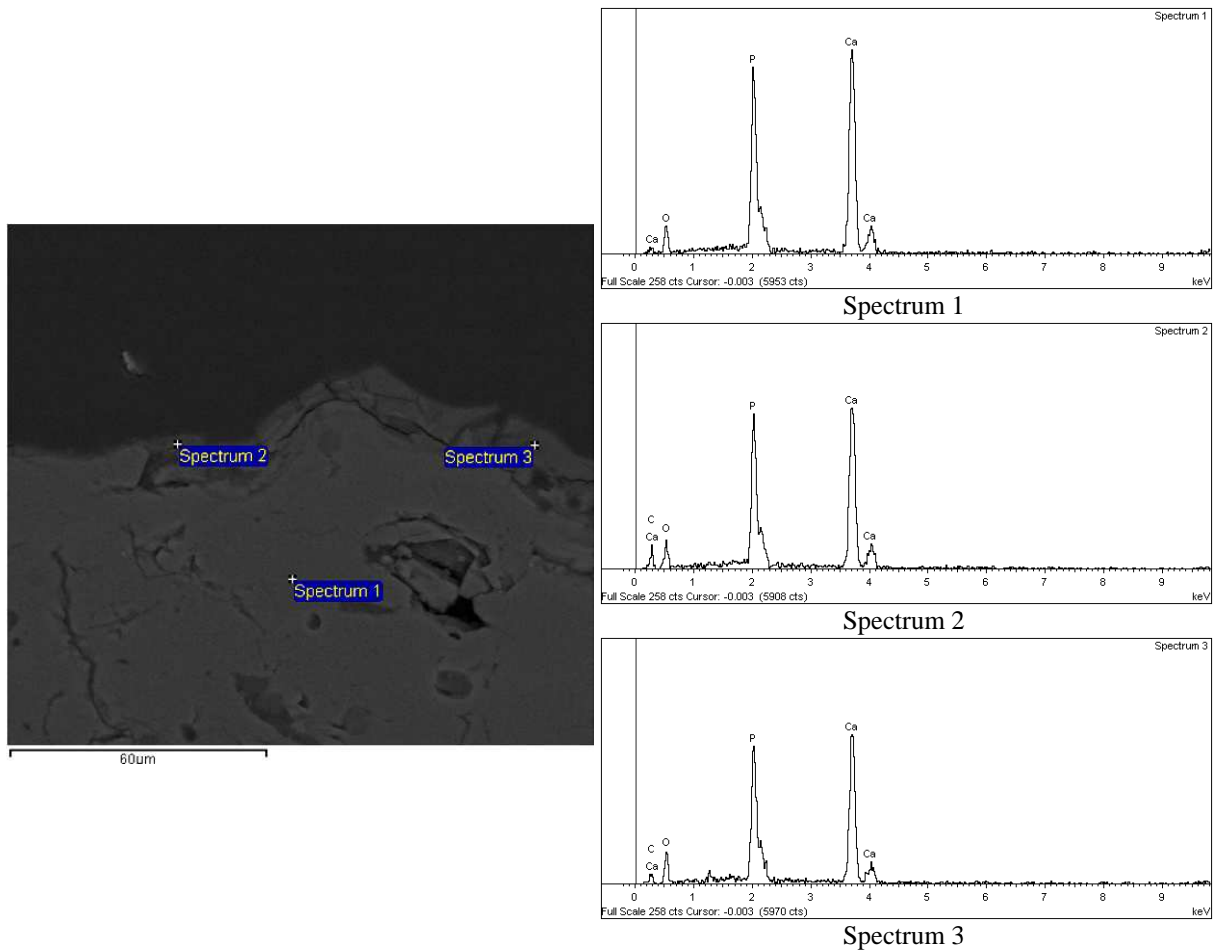 Spectrum 2
Spectrum 3
Spectrum 1
60µm
Spectrum 1
Ca
P
O
Ca
Ca
0 1 2 3 4 5 6 7 8 9
Full Scale 258 cts Cursor: -0.003 (5953 cts) keV
Spectrum 1
Spectrum 2
P
Ca
C
Ca
O
Ca
0 1 2 3 4 5 6 7 8 9
Full Scale 258 cts Cursor: -0.003 (5908 cts) keV
Spectrum 2
Spectrum 3
Ca
P
C
Ca
O
Ca
0 1 2 3 4 5 6 7 8 9
Full Scale 258 cts Cursor: -0.003 (5970 cts) keV
Spectrum 3